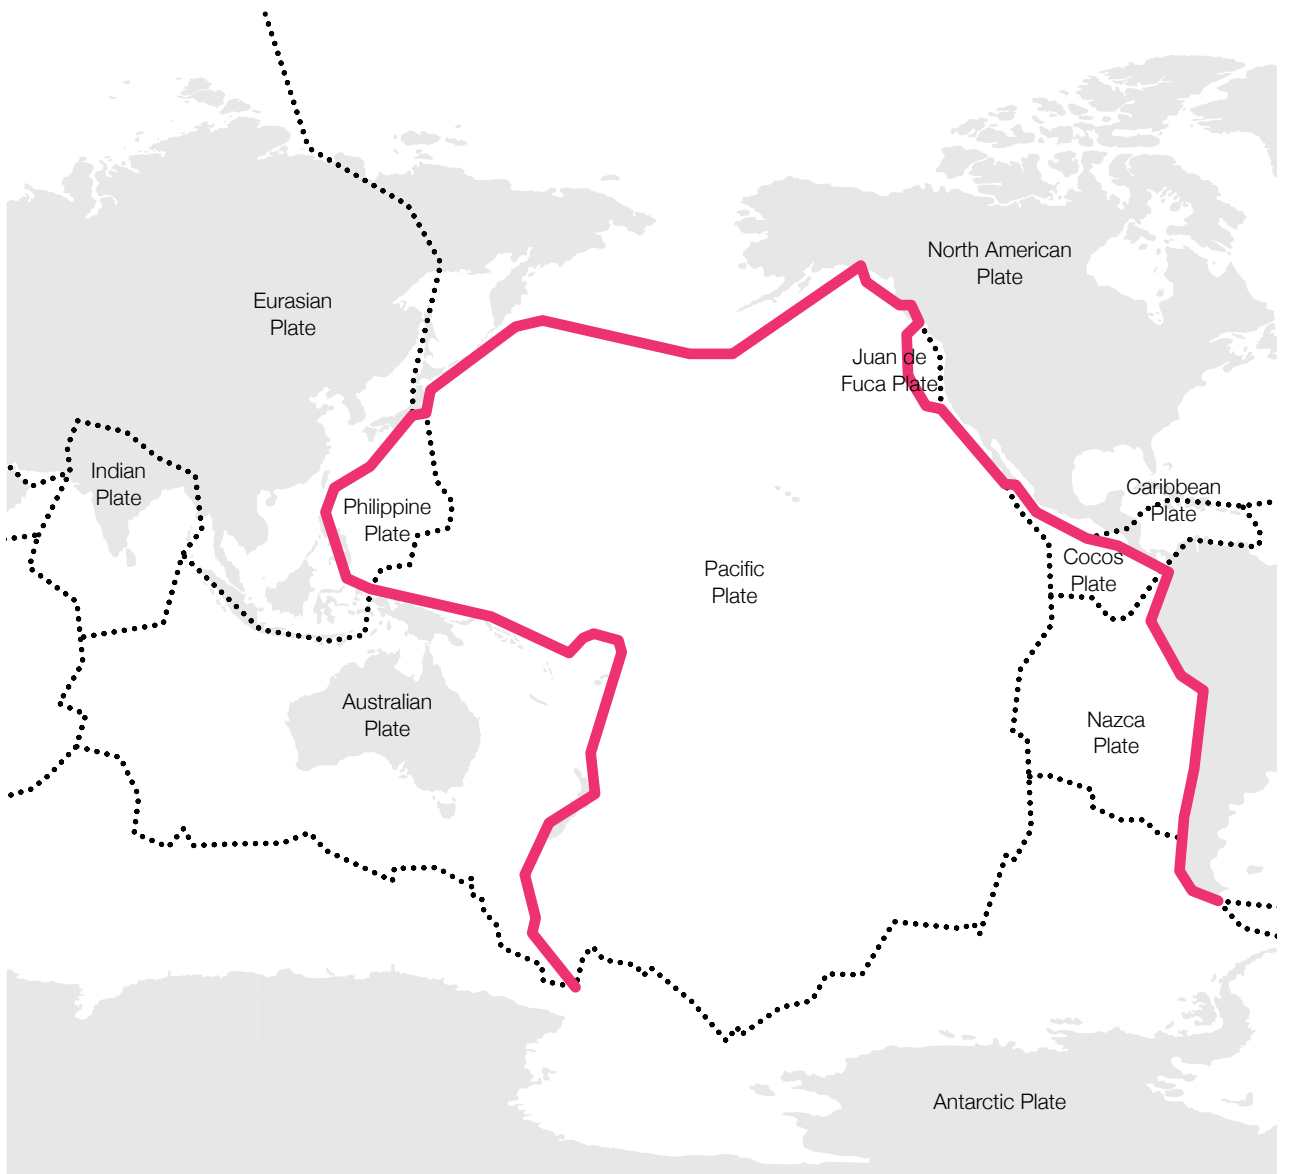 North American
Plate
Eurasian
Plate
Juan de
Fuca Plate
Indian
Plate
Caribbean
Plate
Philippine
Plate
Cocos
Plate
Pacific
Plate
Australian
Plate
Nazca
Plate
Antarctic Plate